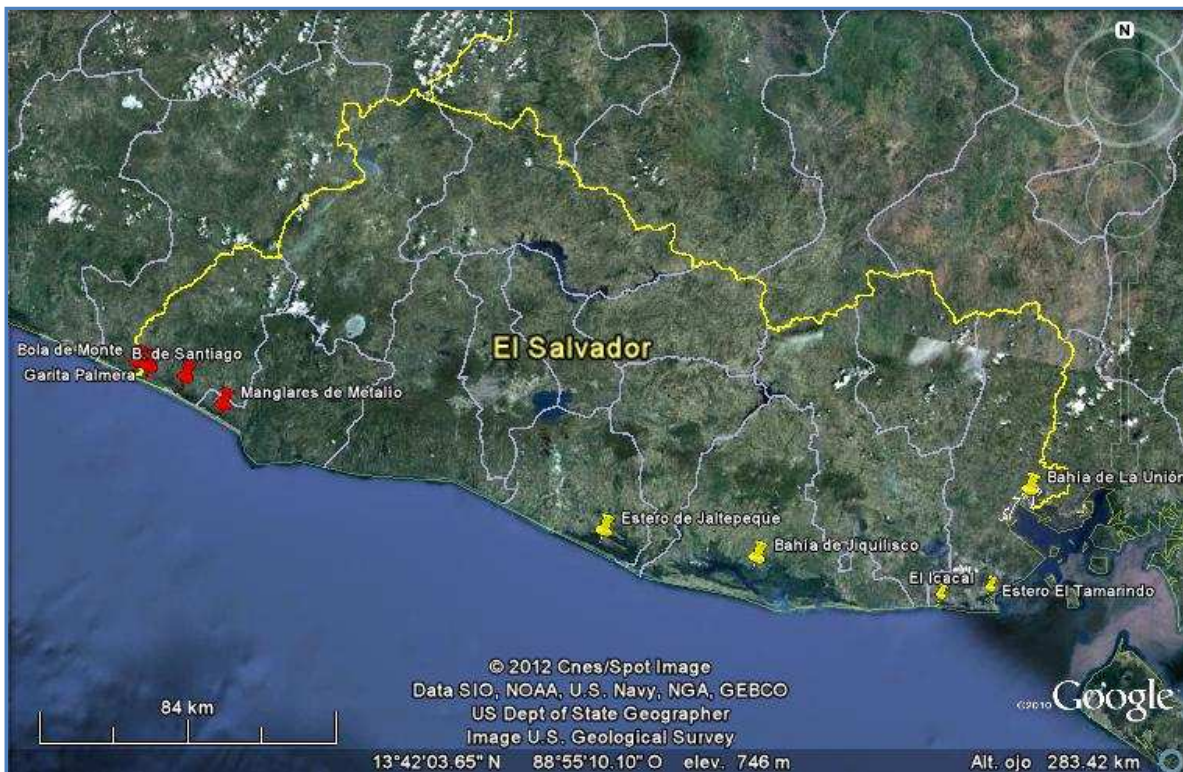 N
El Salvador
Bola de Monte
B. de Santiago
Garita Palmera
Manglares de Metalio
Bahía de La Unión
Estero de Jaltepeque
Bahía de Jiquilisco
El Icacal
Estero El Tamarindo
© 2012 Cnes/Spot Image
Data SIO, NOAA, U.S. Navy, NGA, GEBCO
US Dept of State Geographer
Image U.S. Geological Survey
84 km
©2010 Google
13°42'03.65" N 88°55'10.10" O elev. 746 m Alt. ojo 283.42 km